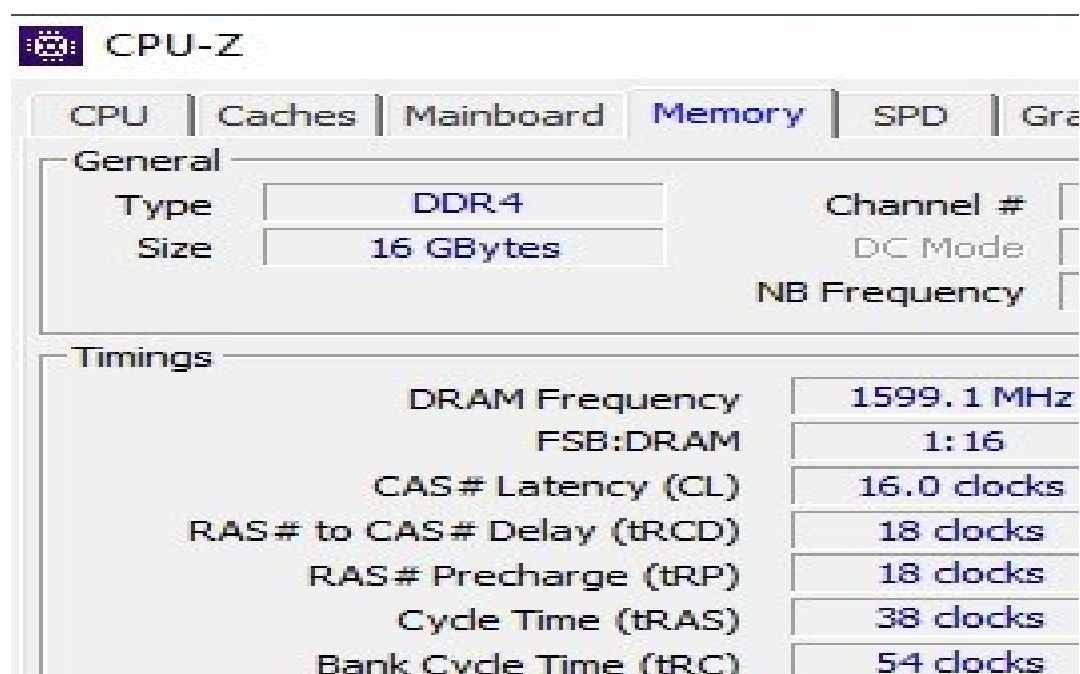 CPU-Z
CPU Caches Mainboard Memory SPD Gra
General
Type DDR4 Channel #
Size 16 GBytes DC Mode
NB Frequency
Timings
DRAM Frequency 1599.1 MHz
FSB:DRAM 1:16
CAS# Latency (CL) 16.0 clocks
RAS# to CAS# Delay (tRCD) 18 clocks
RAS# Precharge (tRP) 18 clocks
Cycle Time (tRAS) 38 clocks
Bank Cycle Time (tRC) 54 clocks